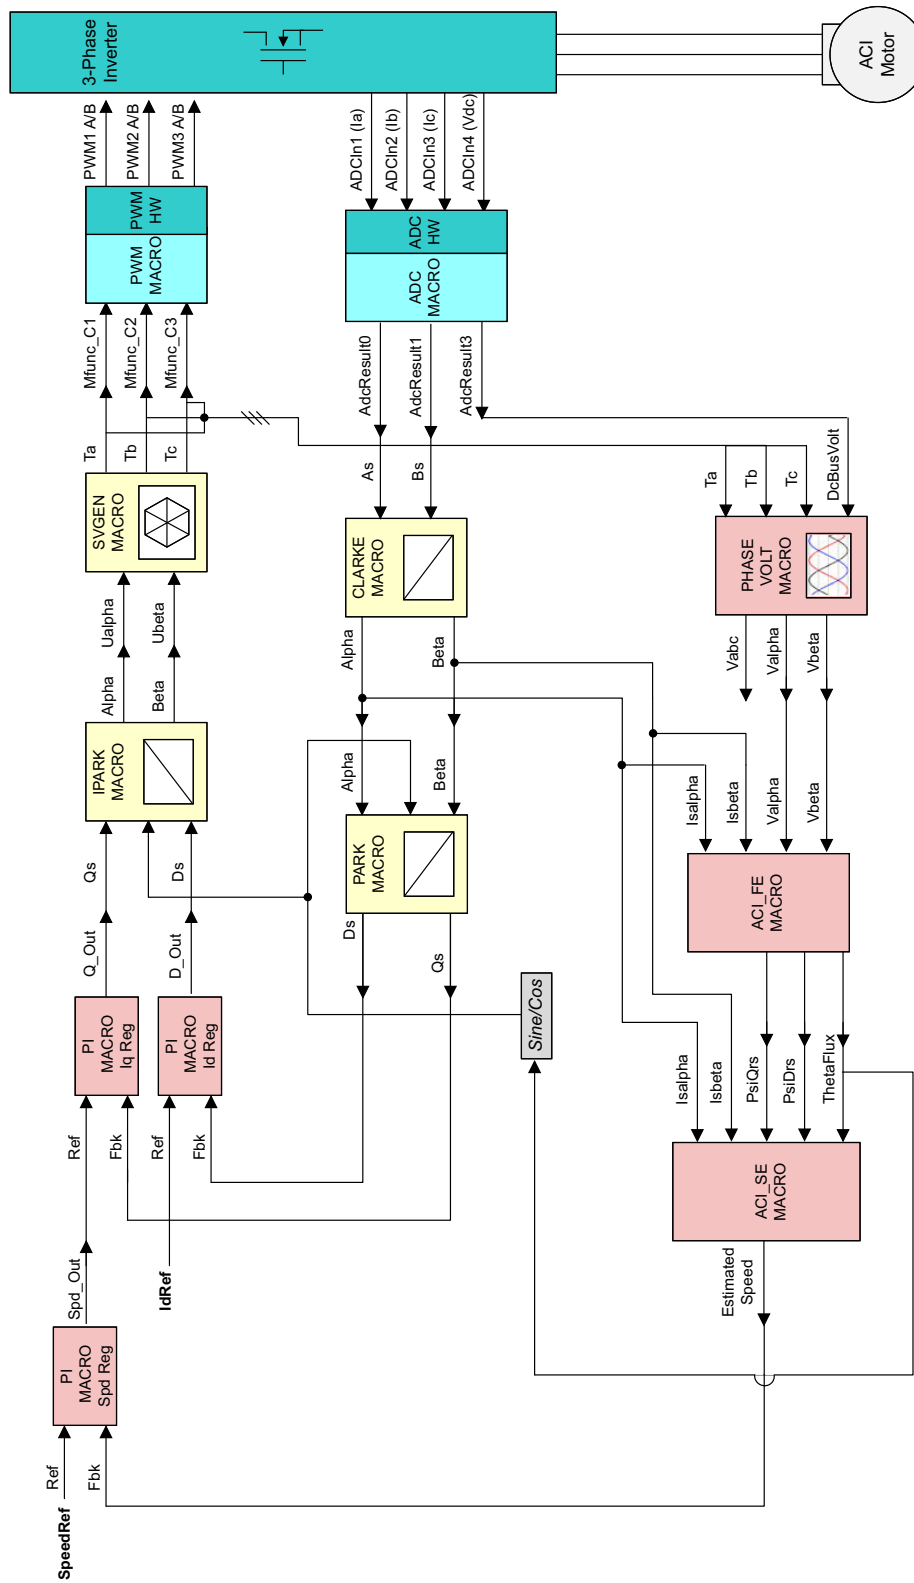 SpeedRef
Ref
Fbk
PI
MACRO
Spd Reg
Spd_Out
Ref
Fbk
PI
MACRO
Iq Reg
Q_Out
Qs
IdRef
Ref
Fbk
PI
MACRO
Id Reg
D_Out
Ds
IPARK
MACRO
Alpha
Beta
Ualpha
Ubeta
SVGEN
MACRO
Ta
Tb
Tc
Mfunc_C1
Mfunc_C2
Mfunc_C3
PWM
MACRO
PWM
HW
PWM1 A/B
PWM2 A/B
PWM3 A/B
3-Phase
Inverter
Ds
Qs
PARK
MACRO
Alpha
Beta
Alpha
Beta
CLARKE
MACRO
As
Bs
AdcResult0
AdcResult1
AdcResult3
ADC
MACRO
ADC
HW
ADCIn1 (Ia)
ADCIn2 (Ib)
ADCIn3 (Ic)
ADCIn4 (Vdc)
Sine/Cos
Estimated
Speed
ACI_SE
MACRO
Isalpha
Isbeta
PsiQrs
PsiDrs
ThetaFlux
ACI_FE
MACRO
Isalpha
Isbeta
Valpha
Vbeta
Vabc
Valpha
Vbeta
PHASE
VOLT
MACRO
Ta
Tb
Tc
DcBusVolt
ACI
Motor